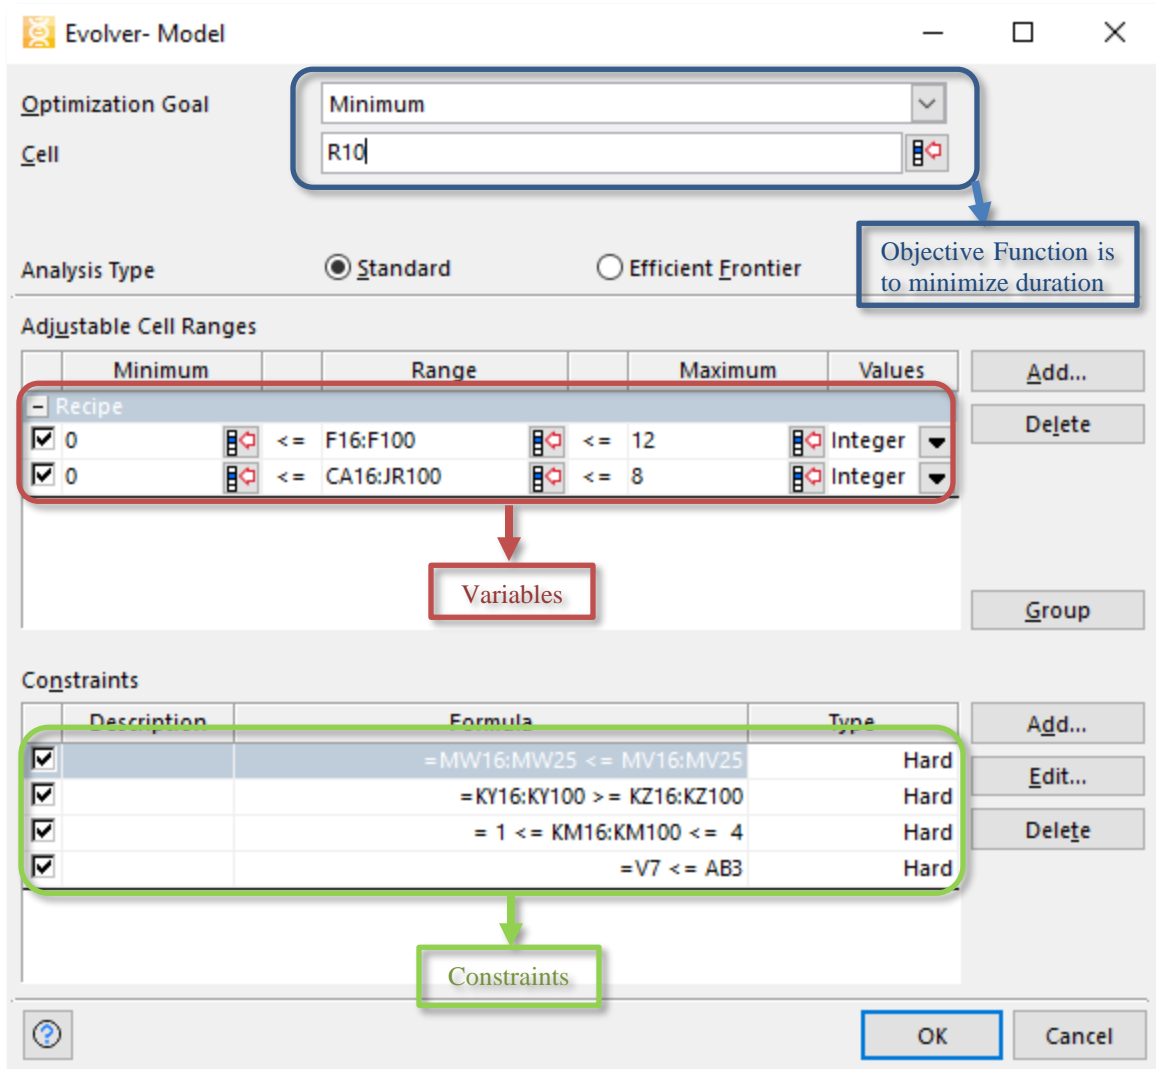 Evolver- Model
Optimization Goal
Minimum
Cell
R10
Objective Function is
to minimize duration
Analysis Type
Standard
Efficient Frontier
Adjustable Cell Ranges
Minimum Range Maximum Values
Add...
Recipe
Delete
0 <= F16:F100 <= 12 Integer
0 <= CA16:JR100 <= 8 Integer
Variables
Group
Constraints
Description Formula Type
Add...
=MW16:MW25 <= MV16:MV25 Hard
Edit...
=KY16:KY100 >= KZ16:KZ100 Hard
= 1 <= KM16:KM100 <= 4 Hard
Delete
=V7 <= AB3 Hard
Constraints
?
OK
Cancel